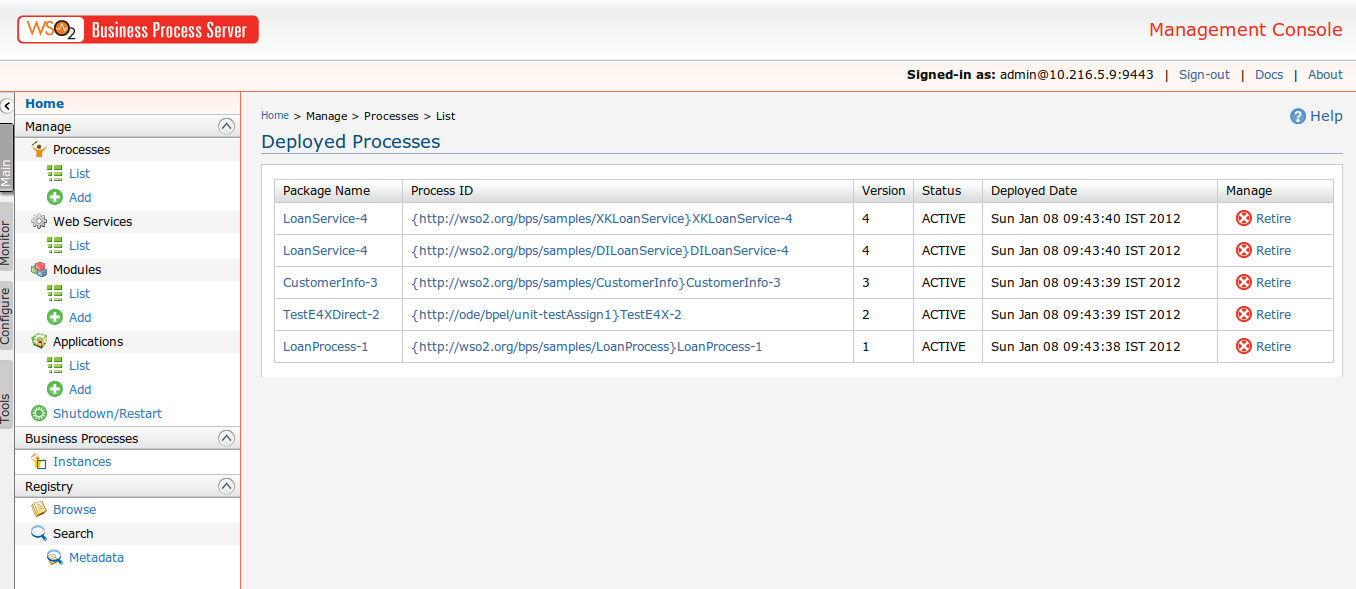 WSO2 Business Process Server
Management Console
Signed-in as: admin@10.216.5.9:9443 | Sign-out | Docs | About
Main
Monitor
Configure
Tools
Home
Manage
Processes
List
Add
Web Services
List
Modules
List
Add
Applications
List
Add
Shutdown/Restart
Business Processes
Instances
Registry
Browse
Search
Metadata
Home > Manage > Processes > List
Help
Deployed Processes
Package Name Process ID Version Status Deployed Date Manage
LoanService-4 {http://wso2.org/bps/samples/XKLoanService}XKLoanService-4 4 ACTIVE Sun Jan 08 09:43:40 IST 2012 Retire
LoanService-4 {http://wso2.org/bps/samples/DILoanService}DILoanService-4 4 ACTIVE Sun Jan 08 09:43:40 IST 2012 Retire
CustomerInfo-3 {http://wso2.org/bps/samples/CustomerInfo}CustomerInfo-3 3 ACTIVE Sun Jan 08 09:43:39 IST 2012 Retire
TestE4XDirect-2 {http://ode/bpel/unit-testAssign1}TestE4X-2 2 ACTIVE Sun Jan 08 09:43:39 IST 2012 Retire
LoanProcess-1 {http://wso2.org/bps/samples/LoanProcess}LoanProcess-1 1 ACTIVE Sun Jan 08 09:43:38 IST 2012 Retire